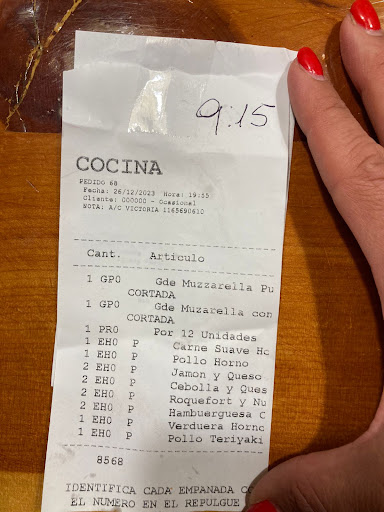 9:15
COCINA
PEDIDO 68
Fecha: 26/12/2023 Hora: 19:55
Cliente: 000000 - Ocasional
NOTA: A/C VICTORIA 1165690610
Cant. Articulo
1 GP0 Gde Muzzarella Pu
CORTADA
1 GP0 Gde Muzarella con
CORTADA
1 PR0 Por 12 Unidades
1 EH0 P Carne Suave Ho
1 EH0 P Pollo Horno
2 EH0 P Jamon y Queso
2 EH0 P Cebolla y Ques
2 EH0 P Roquefort y Nu
2 EH0 P Hamburguesa C
1 EH0 P Verdura Horno
1 EH0 P Pollo Teriyaki
8568
IDENTIFICA CADA EMPANADA CO
EL NUMERO EN EL REPULGUE